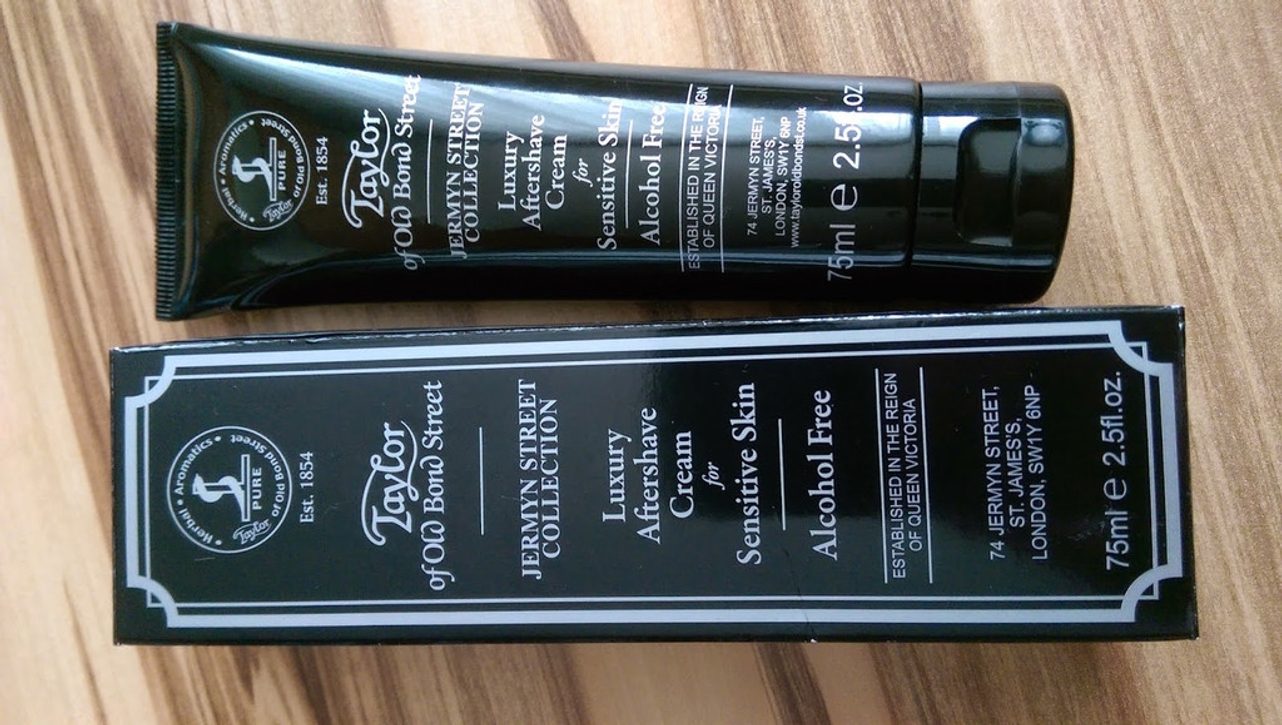 Herbal • Aromatics •
PURE
Taylor of Old Bond Street
Est. 1854
Taylor
of Old Bond Street
JERMYN STREET
COLLECTION
Luxury
Aftershave
Cream
for
Sensitive Skin
Alcohol Free
ESTABLISHED IN THE REIGN
OF QUEEN VICTORIA
74 JERMYN STREET,
ST. JAMES'S,
LONDON, SW1Y 6NP
www.tayloroldbondst.co.uk
75ml e 2.5fl.oz
Herbal • Aromatics •
PURE
Taylor of Old Bond Street
Est. 1854
Taylor
of Old Bond Street
JERMYN STREET
COLLECTION
Luxury
Aftershave
Cream
for
Sensitive Skin
Alcohol Free
ESTABLISHED IN THE REIGN
OF QUEEN VICTORIA
74 JERMYN STREET,
ST. JAMES'S,
LONDON, SW1Y 6NP
75ml e 2.5fl.oz.